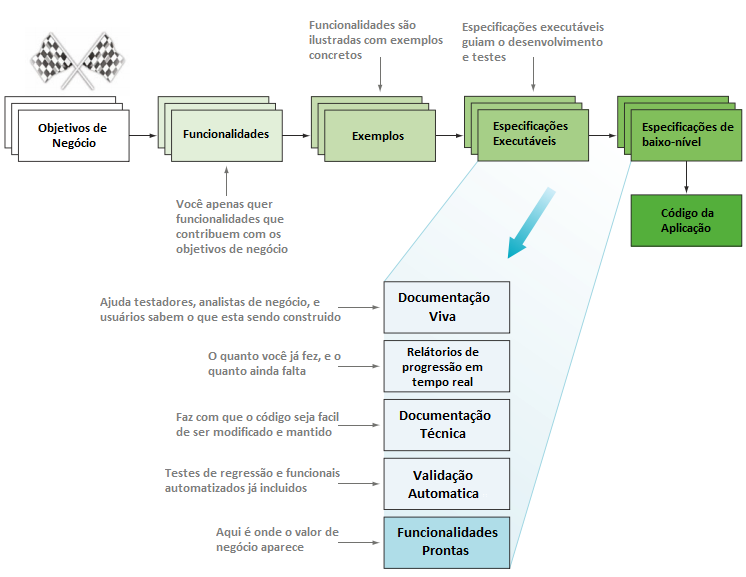 Funcionalidades são
ilustradas com exemplos
concretos
Especificações executáveis
guiam o desenvolvimento
e testes
Objetivos de
Negócio
Funcionalidades
Exemplos
Especificações
Executáveis
Especificações de
baixo-nível
Você apenas quer
funcionalidades que
contribuem com os
objetivos de negócio
Código da
Aplicação
Ajuda testadores, analistas de negócio, e
usuários sabem o que esta sendo construido
Documentação
Viva
O quanto você já fez, e o
quanto ainda falta
Relátorios de
progressão em
tempo real
Faz com que o código seja facil
de ser modificado e mantido
Documentação
Técnica
Testes de regressão e funcionais
automatizados já incluidos
Validação
Automatica
Aqui é onde o valor de
negócio aparece
Funcionalidades
Prontas